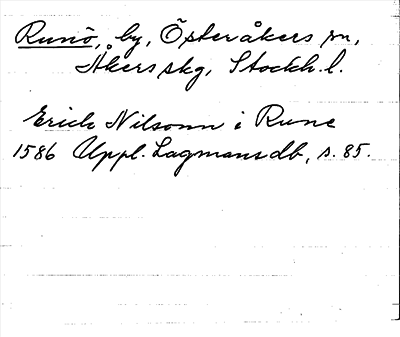 Runö, by, Österåkers sn,
Åkers skg, Stockh. l.
Erich Nilsonn i Rune
1586 Uppl. Lagmansdb, s. 85.